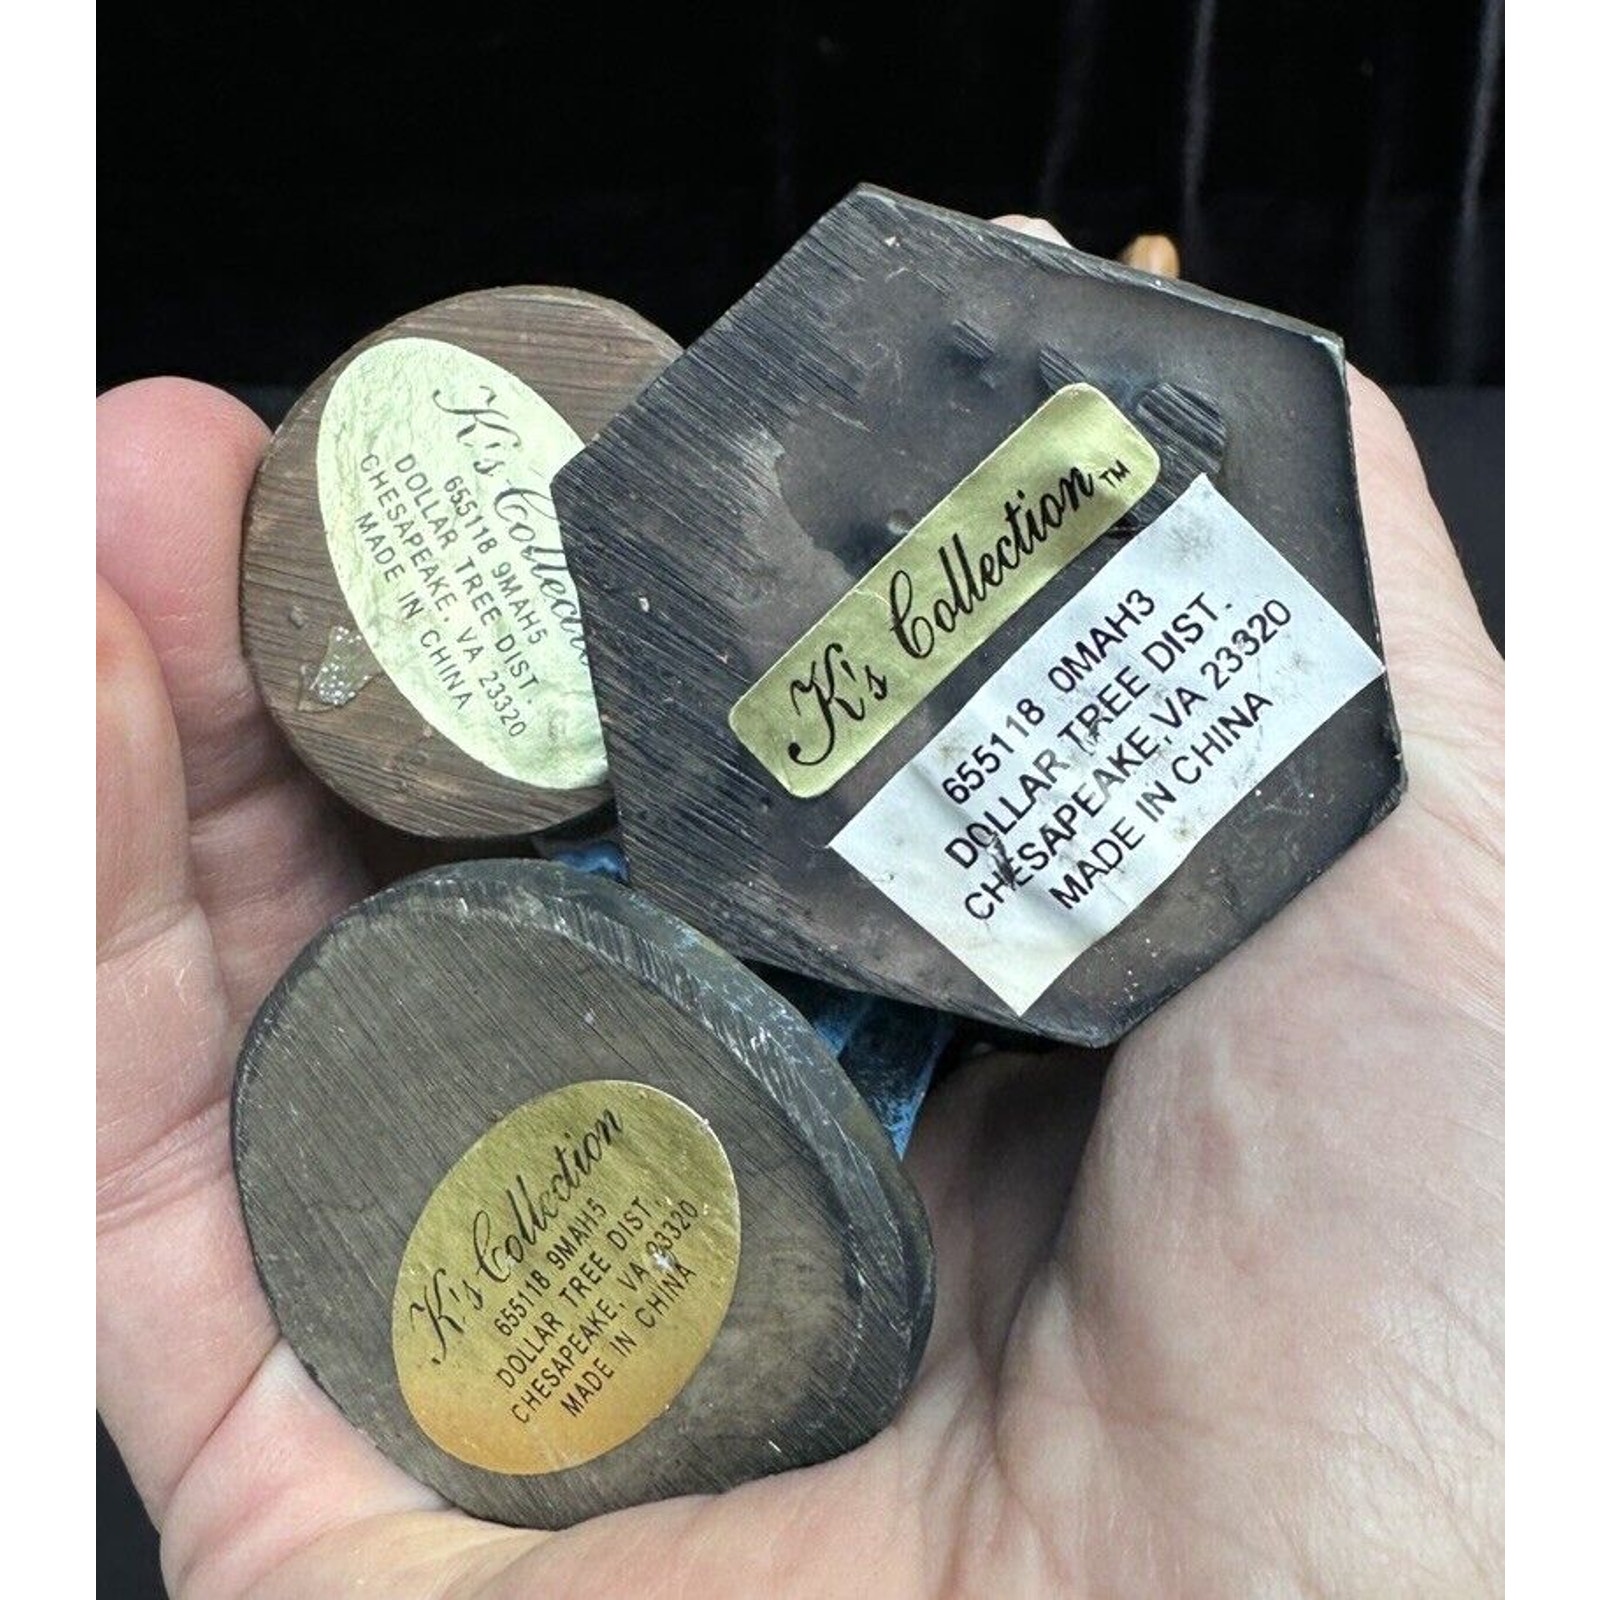 K's Collection
655118 9MAH5
DOLLAR TREE DIST.
CHESAPEAKE, VA 23320
MADE IN CHINA
K's Collection™
655118 0MAH3
DOLLAR TREE DIST.
CHESAPEAKE,VA 23320
MADE IN CHINA
K's Collection
655118 9MAH5
DOLLAR TREE DIST.
CHESAPEAKE, VA 23320
MADE IN CHINA